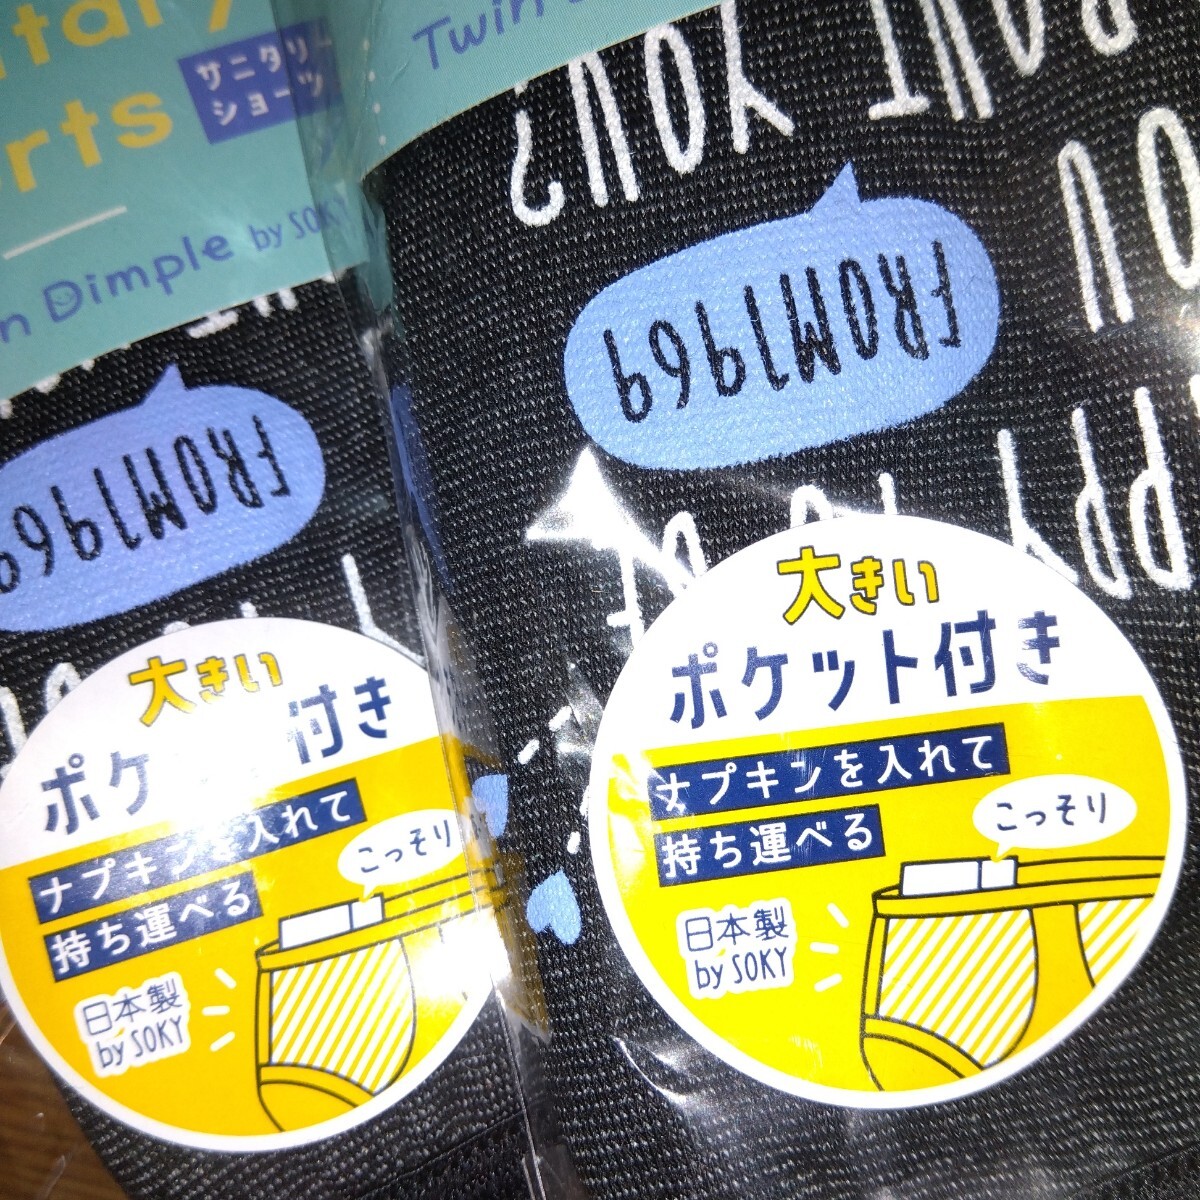 サニタリー
ショーツ
rts
n Dimple by SOKY
Twin
YOU?
FROM1969
FROM1969
大きい
ポケット付き
ナプキンを入れて
持ち運べる
こっそり
日本製
by SOKY
大きい
ポケ 付き
ナプキンを入れて
持ち運べる
こっそり
日本製
by SOKY